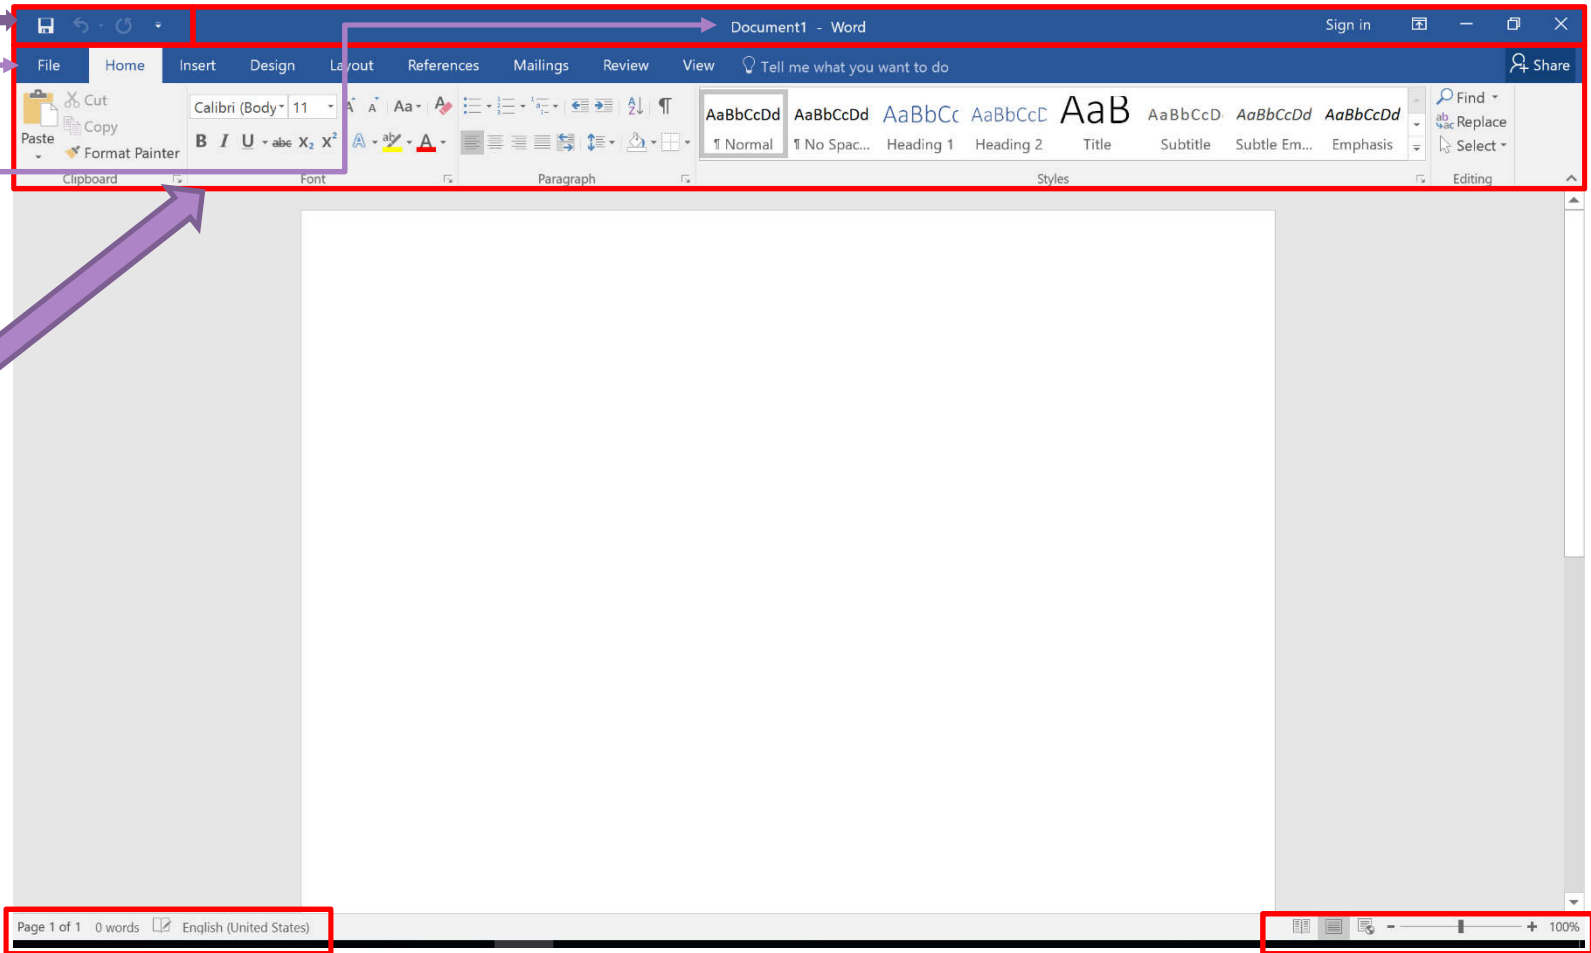 Document1 - Word
Sign in
File Home Insert Design Layout References Mailings Review View Tell me what you want to do Share
Paste
Cut
Copy
Format Painter
Clipboard
Calibri (Body 11 A A Aa A
B I U abc X₂ X² A ab A
Font
A Z ¶
Paragraph
AaBbCcDd AaBbCcDd AaBbCc AaBbCcD AaB AaBbCcD AaBbCcDd AaBbCcDd
¶ Normal ¶ No Spac... Heading 1 Heading 2 Title Subtitle Subtle Em... Emphasis
Styles
Find
Replace
Select
Editing
Page 1 of 1 0 words English (United States)
100%